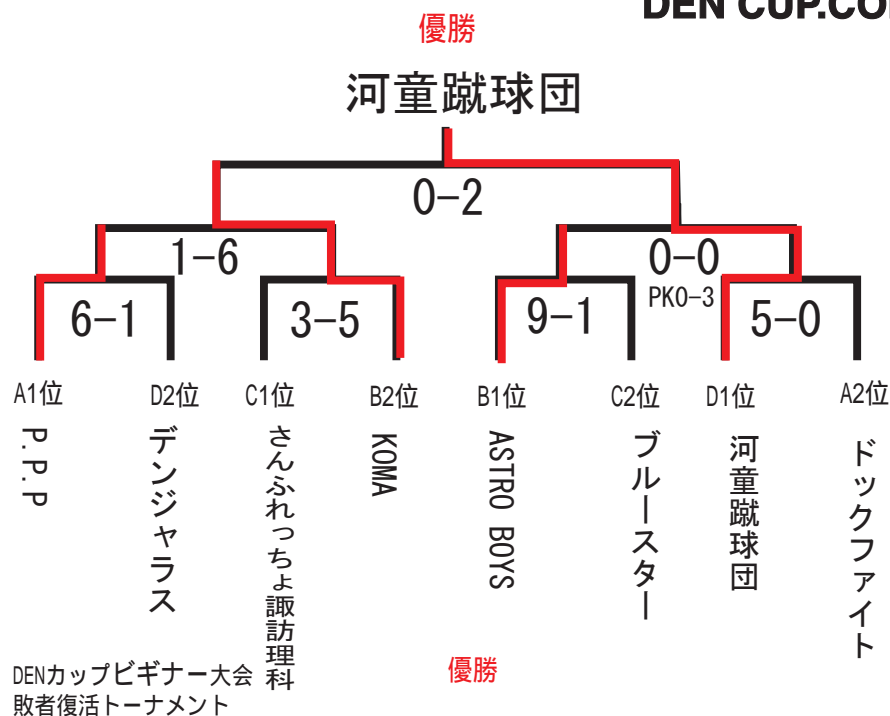 DEN CUP.CO
優勝
河童蹴球団
0-2
1-6
0-0
PK0-3
6-1
3-5
9-1
5-0
A1位
D2位
C1位
B2位
B1位
C2位
D1位
A2位
P.P.P
デンジャラス
さんふれっちょ諏訪理科
KOMA
ASTRO BOYS
ブルースター
河童蹴球団
ドックファイト
DENカップビギナー大会
敗者復活トーナメント
優勝